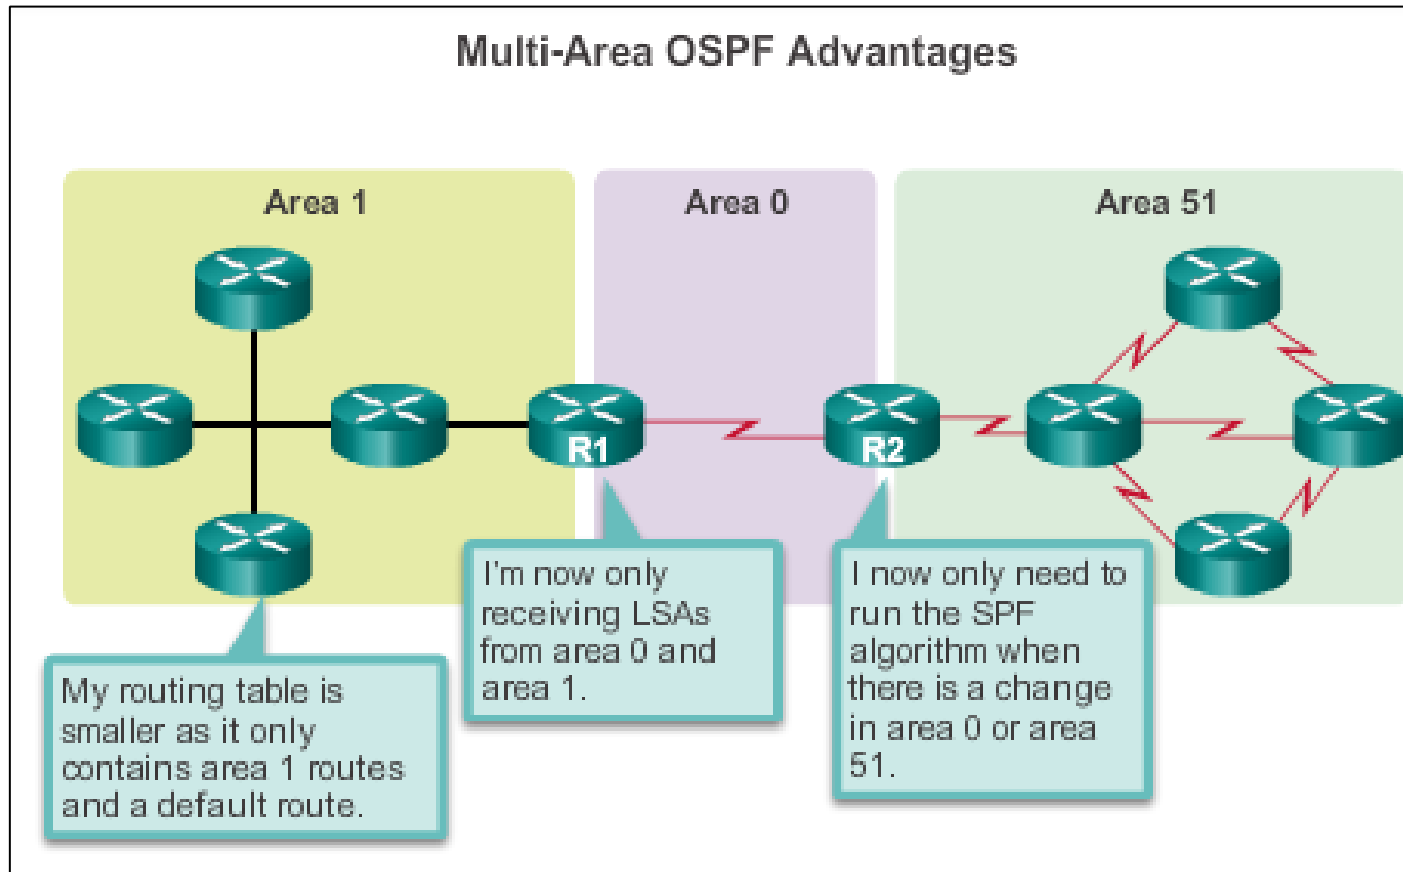 Multi-Area OSPF Advantages
Area 1
Area 0
Area 51
R1
R2
My routing table is
smaller as it only
contains area 1 routes
and a default route.
I'm now only
receiving LSAs
from area 0 and
area 1.
I now only need to
run the SPF
algorithm when
there is a change
in area 0 or area
51.